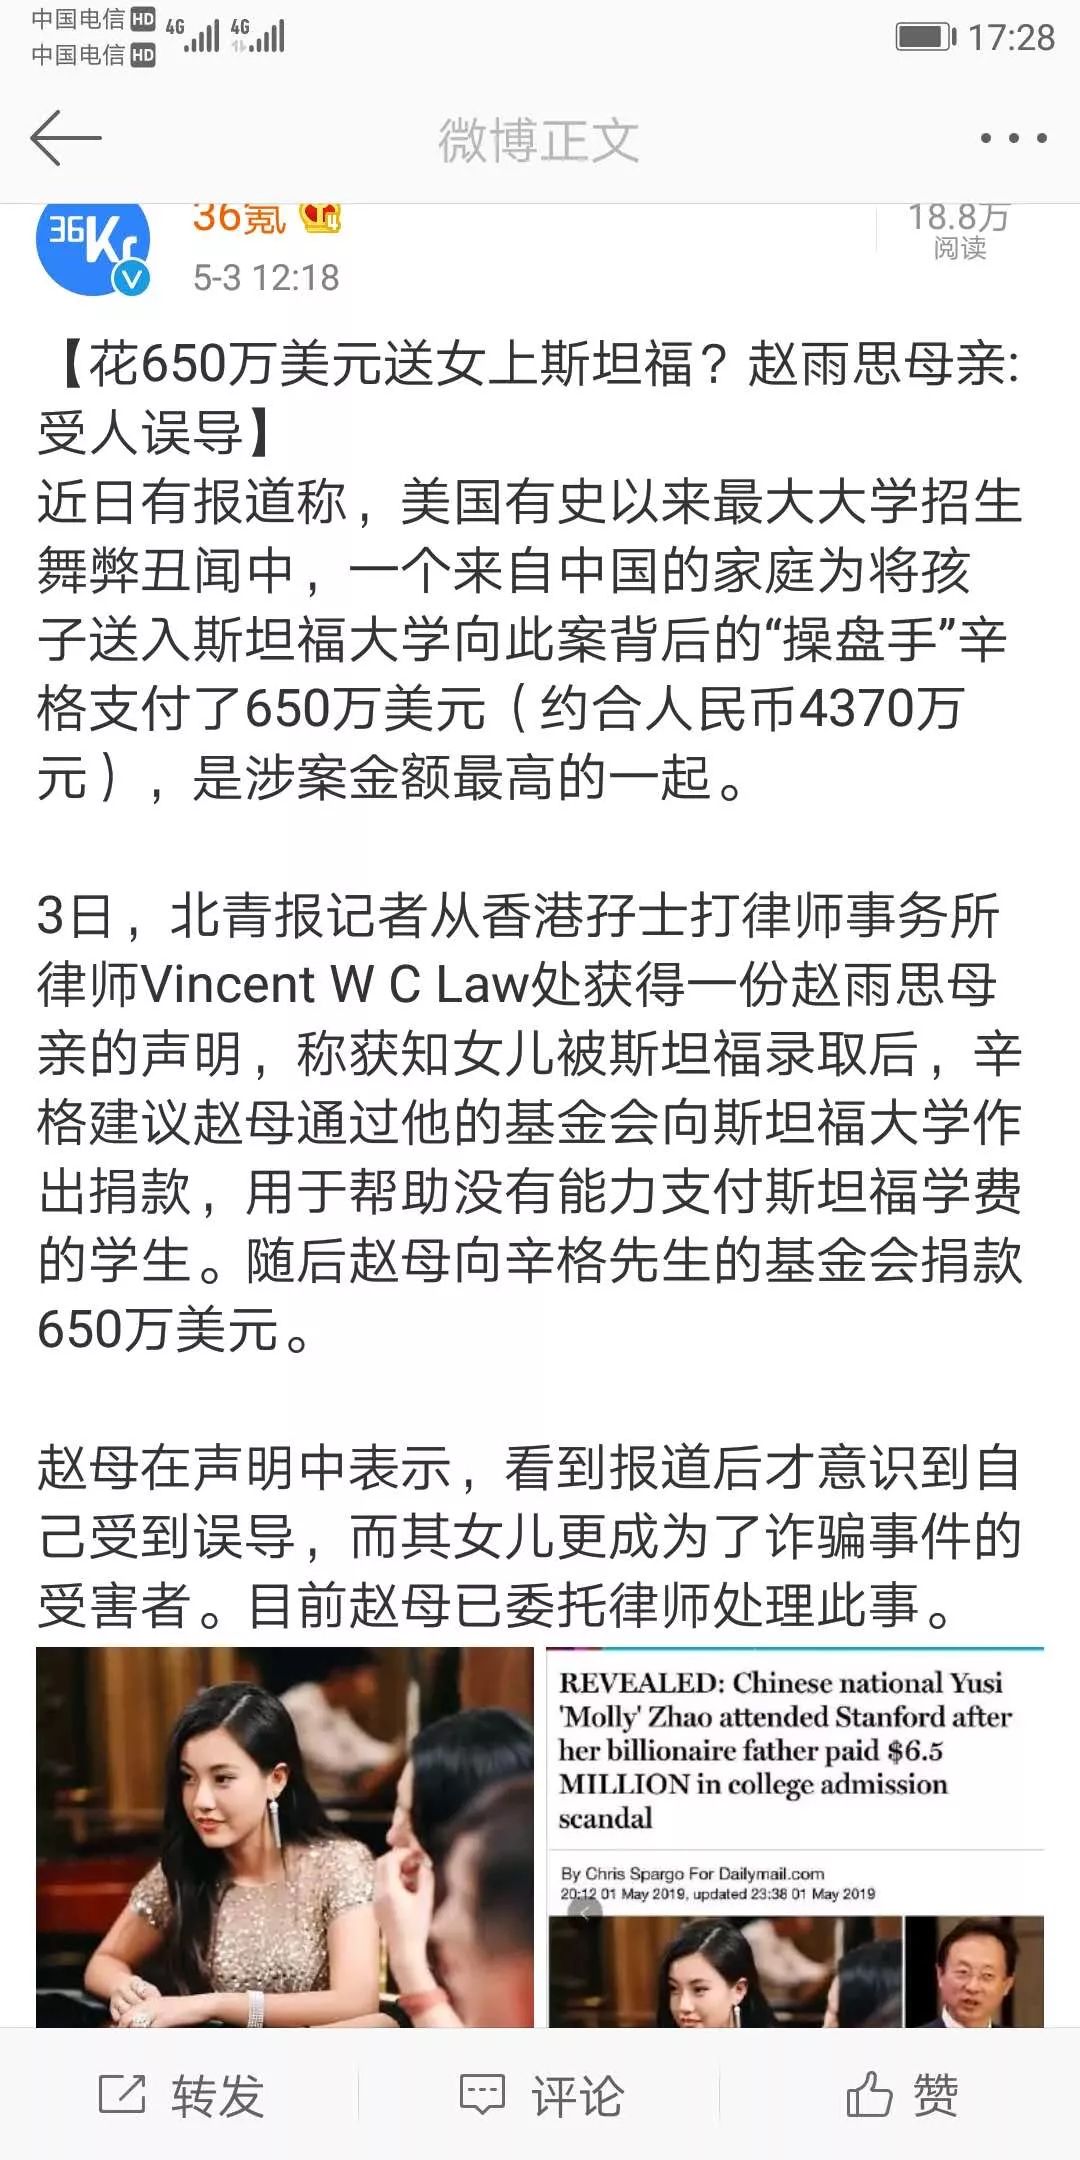 中国电信 HD 4G 4G 17:28
中国电信 HD
微博正文
36Kr
36氪 4
18.8万
阅读
5-3 12:18
【花650万美元送女上斯坦福？赵雨思母亲:
受人误导】
近日有报道称，美国有史以来最大大学招生
舞弊丑闻中，一个来自中国的家庭为将孩
子送入斯坦福大学向此案背后的“操盘手”辛
格支付了650万美元（约合人民币4370万
元），是涉案金额最高的一起。
3日，北青报记者从香港孖士打律师事务所
律师Vincent W C Law处获得一份赵雨思母
亲的声明，称获知女儿被斯坦福录取后，辛
格建议赵母通过他的基金会向斯坦福大学作
出捐款，用于帮助没有能力支付斯坦福学费
的学生。随后赵母向辛格先生的基金会捐款
650万美元。
赵母在声明中表示，看到报道后才意识到自
己受到误导，而其女儿更成为了诈骗事件的
受害者。目前赵母已委托律师处理此事。
REVEALED: Chinese national Yusi
'Molly' Zhao attended Stanford after
her billionaire father paid $6.5
MILLION in college admission
scandal
By Chris Spargo For Dailymail.com
20:12 01 May 2019, updated 23:38 01 May 2019
转发 评论 赞